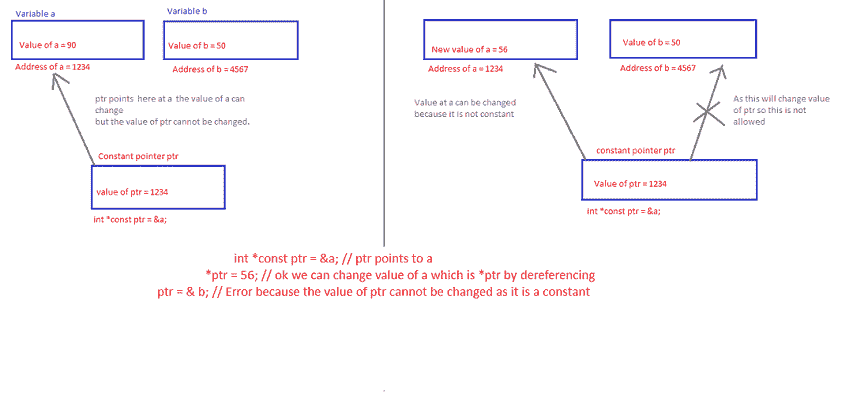 Variable a
Variable b
Value of a = 90
Value of b = 50
Address of a = 1234
Address of b = 4567
ptr points  here at a  the value of a can
change
but the value of ptr cannot be changed.
Constant pointer ptr
value of ptr = 1234
int *const ptr = &a;
New value of a = 56
Value of b = 50
Address of a = 1234
Address of b = 4567
Value at a can be changed
because it is not constant
As this will change value
of ptr so this is not
allowed
constant pointer ptr
Value of ptr = 1234
int *const ptr = &a;
int *const ptr = &a; // ptr points to a
*ptr = 56; // ok we can change value of a which is *ptr by dereferencing
ptr = & b; // Error because the value of ptr cannot be changed as it is a constant